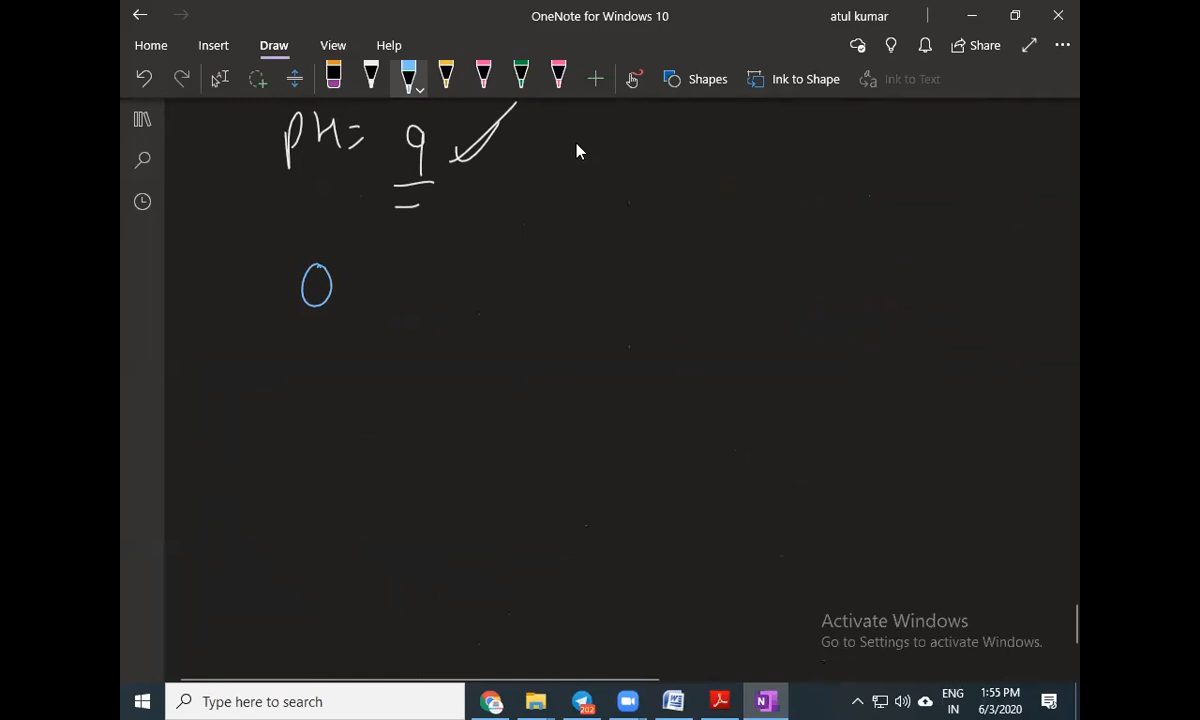 OneNote for Windows 10
atul kumar
Home Insert Draw View Help
Share
Shapes
Ink to Shape
Ink to Text
PH= 9
0
Activate Windows
Go to Settings to activate Windows.
Type here to search
202
ENG
IN
1:55 PM
6/3/2020